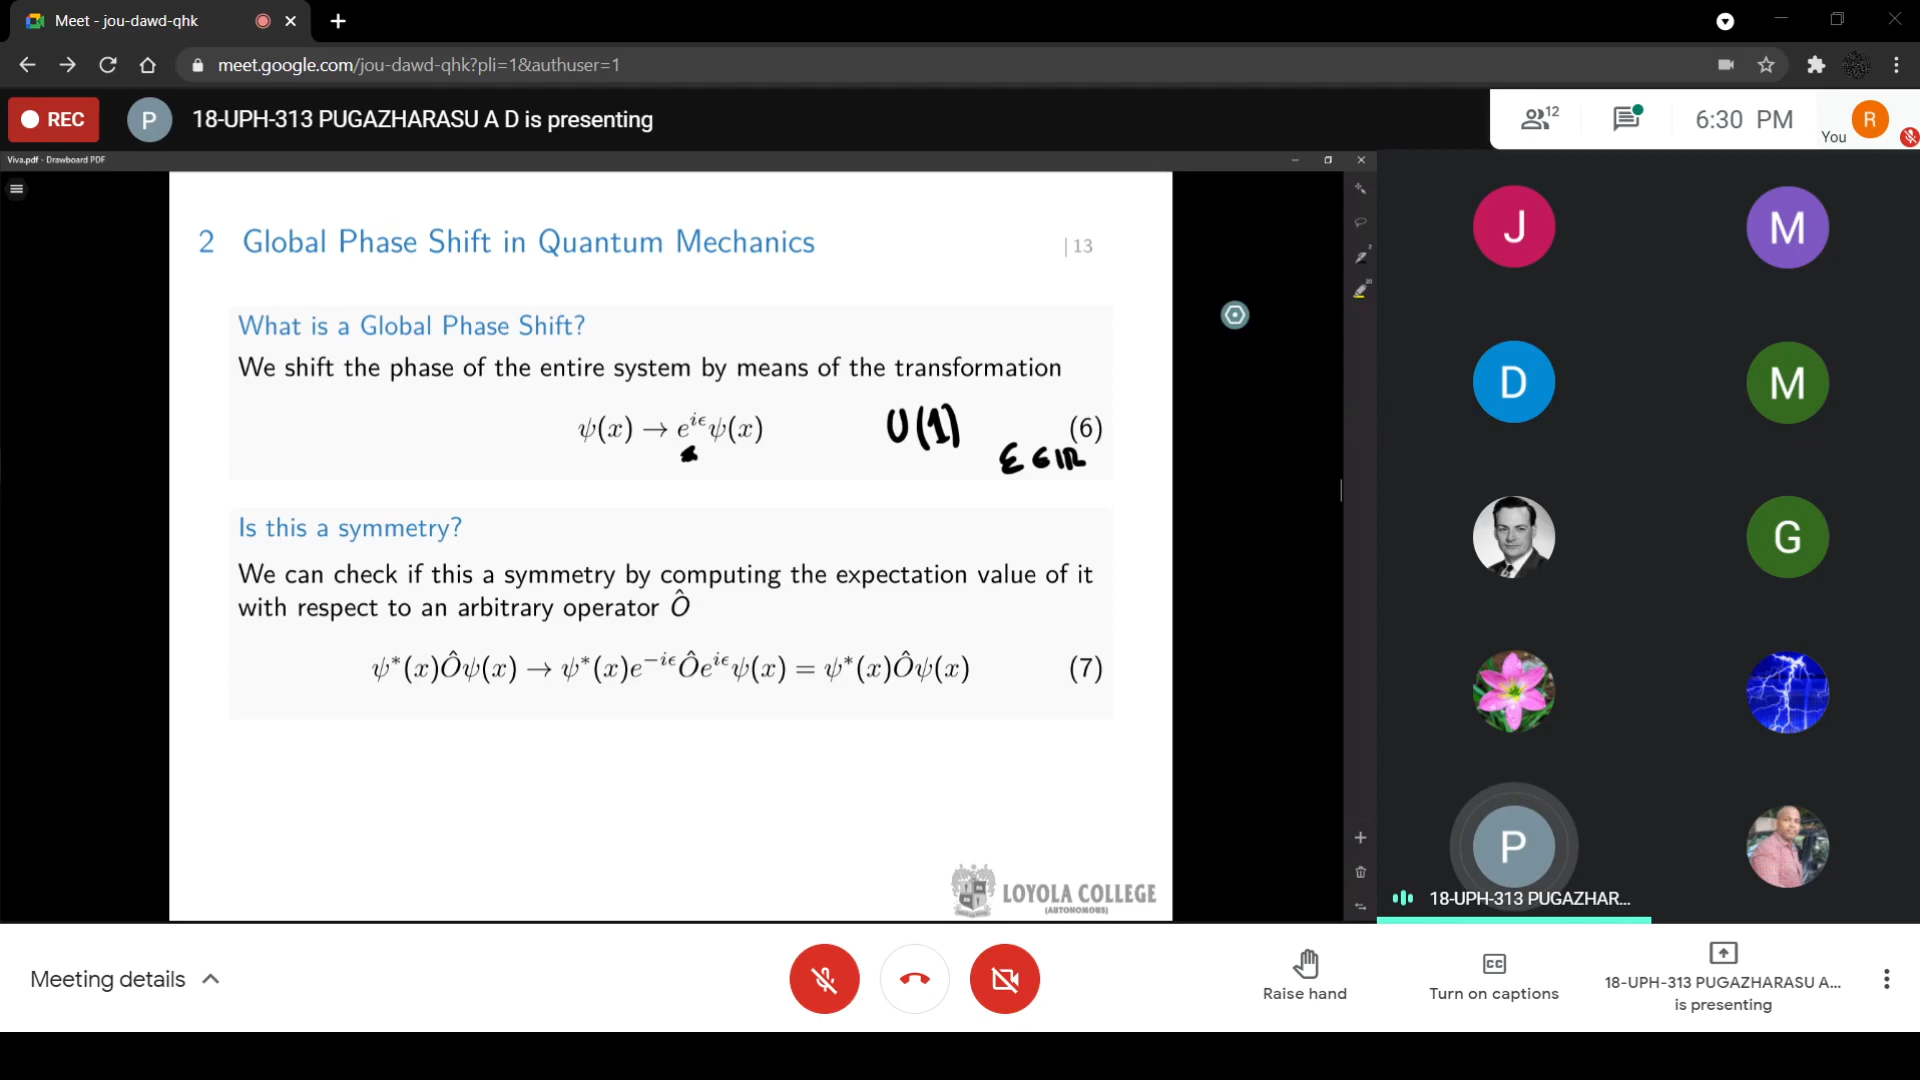 Meet - jou-dawd-qhk
meet.google.com/jou-dawd-qhk?pli=1&authuser=1
REC
P
18-UPH-313 PUGAZHARASU A D is presenting
12
6:30 PM
You
R
Viva.pdf - Drawboard PDF
2 Global Phase Shift in Quantum Mechanics
| 13
What is a Global Phase Shift?
We shift the phase of the entire system by means of the transformation
ψ(x) → e^{iϵ}ψ(x) U(1) (6)
ε ∈ ℝ
Is this a symmetry?
We can check if this a symmetry by computing the expectation value of it
with respect to an arbitrary operator Ô
ψ*(x)Ôψ(x) → ψ*(x)e^{-iϵ}Ôe^{iϵ}ψ(x) = ψ*(x)Ôψ(x) (7)
LOYOLA COLLEGE
(AUTONOMOUS)
J
M
D
M
G
P
18-UPH-313 PUGAZHAR...
Meeting details
Raise hand
CC
Turn on captions
18-UPH-313 PUGAZHARASU A...
is presenting